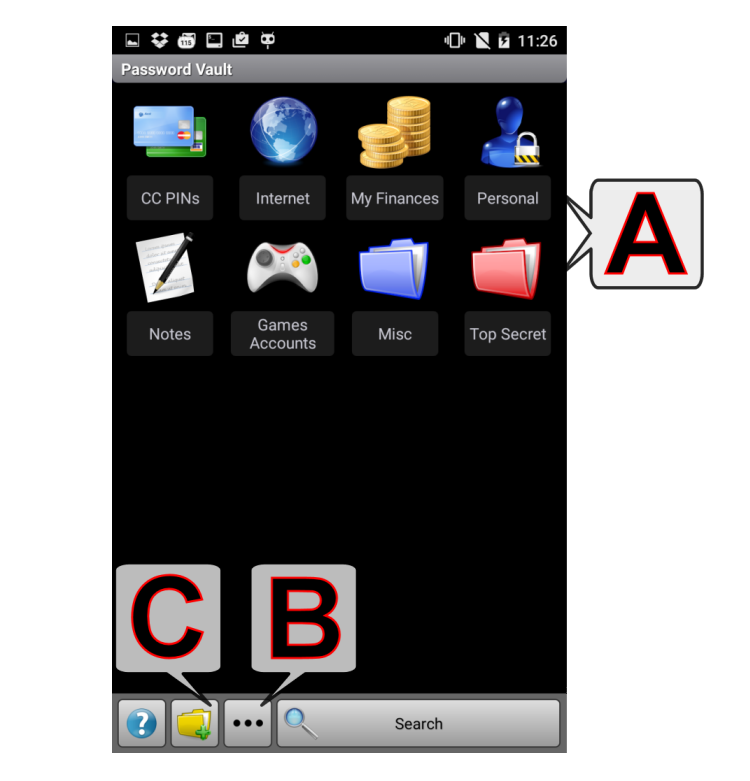 115
11:26
Password Vault
CC PINs
Internet
My Finances
Personal
A
Notes
Games
Accounts
Misc
Top Secret
C
B
?
Search